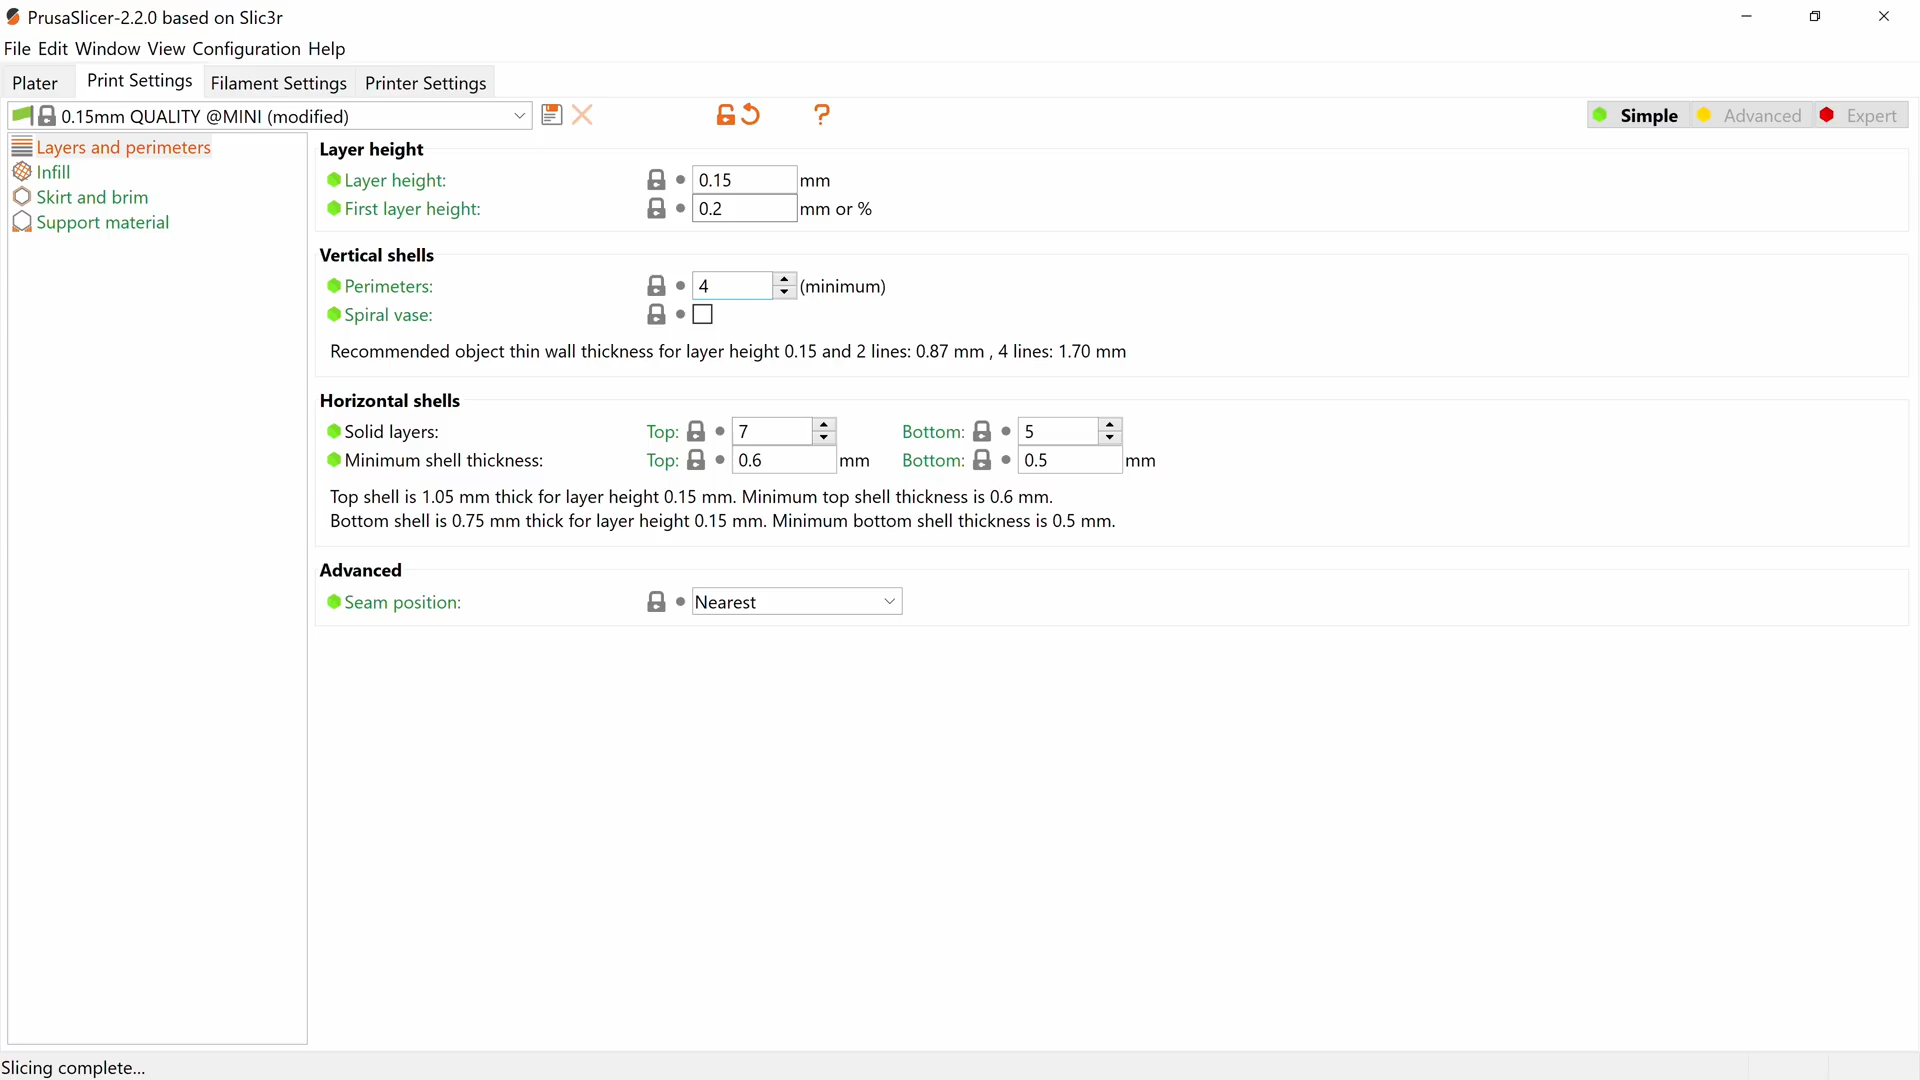 PrusaSlicer-2.2.0 based on Slic3r
File Edit Window View Configuration Help
Plater Print Settings Filament Settings Printer Settings
0.15mm QUALITY @MINI (modified) ? Simple Advanced Expert
Layers and perimeters
Infill
Skirt and brim
Support material
Layer height
Layer height: 0.15 mm
First layer height: 0.2 mm or %
Vertical shells
Perimeters: 4 (minimum)
Spiral vase:
Recommended object thin wall thickness for layer height 0.15 and 2 lines: 0.87 mm , 4 lines: 1.70 mm
Horizontal shells
Solid layers: Top: 7 Bottom: 5
Minimum shell thickness: Top: 0.6 mm Bottom: 0.5 mm
Top shell is 1.05 mm thick for layer height 0.15 mm. Minimum top shell thickness is 0.6 mm.
Bottom shell is 0.75 mm thick for layer height 0.15 mm. Minimum bottom shell thickness is 0.5 mm.
Advanced
Seam position: Nearest
Slicing complete...